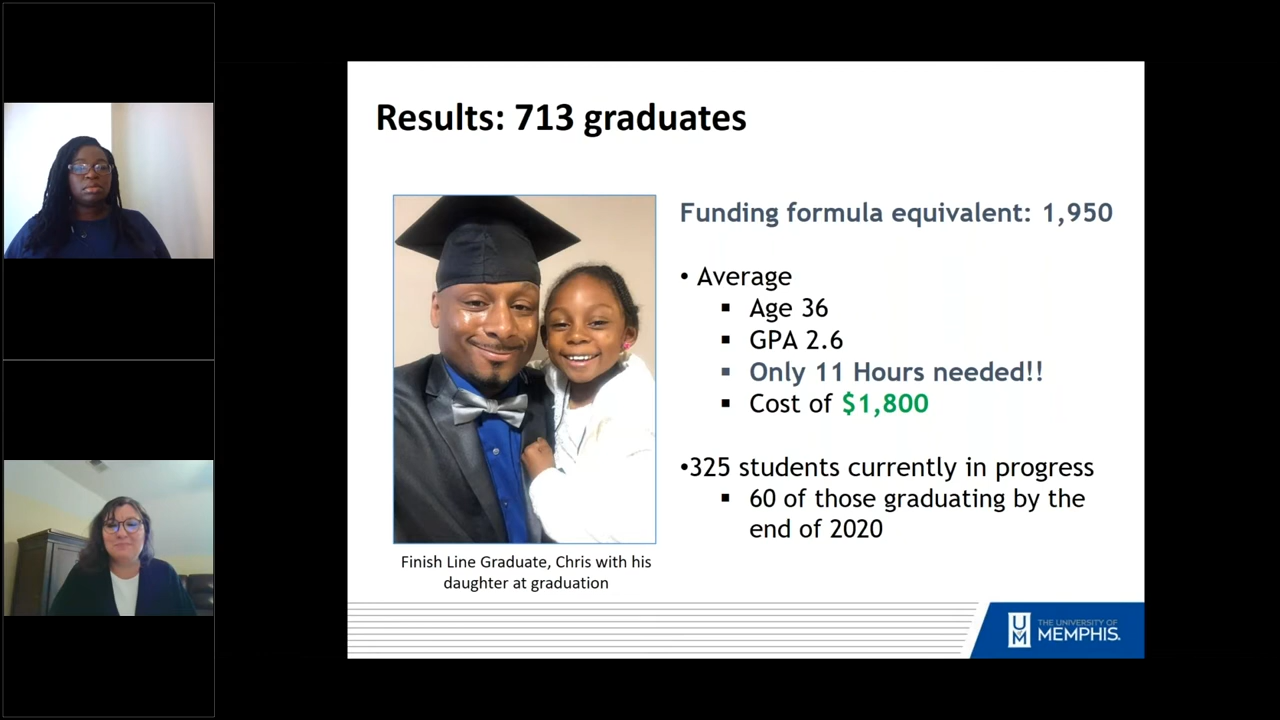 Results: 713 graduates
Funding formula equivalent: 1,950
• Average
▪ Age 36
▪ GPA 2.6
▪ Only 11 Hours needed!!
▪ Cost of $1,800
•325 students currently in progress
▪ 60 of those graduating by the
end of 2020
Finish Line Graduate, Chris with his
daughter at graduation
UM
THE UNIVERSITY OF
MEMPHIS.